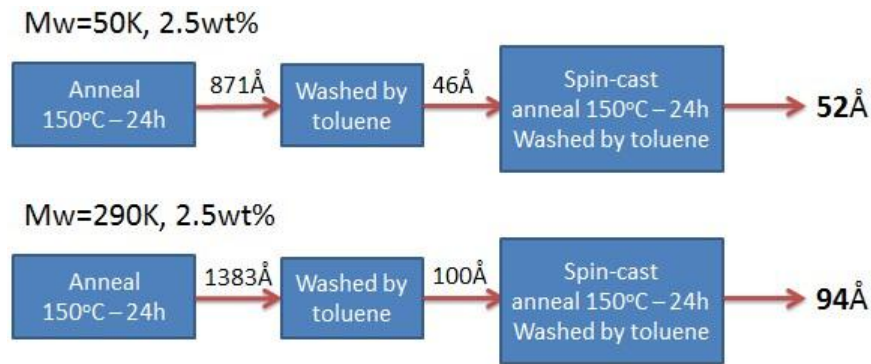 Mw=50K, 2.5wt%
Anneal
150°C – 24h
871Å
Washed by
toluene
46Å
Spin-cast
anneal 150°C – 24h
Washed by toluene
52Å
Mw=290K, 2.5wt%
Anneal
150°C – 24h
1383Å
Washed by
toluene
100Å
Spin-cast
anneal 150°C – 24h
Washed by toluene
94Å